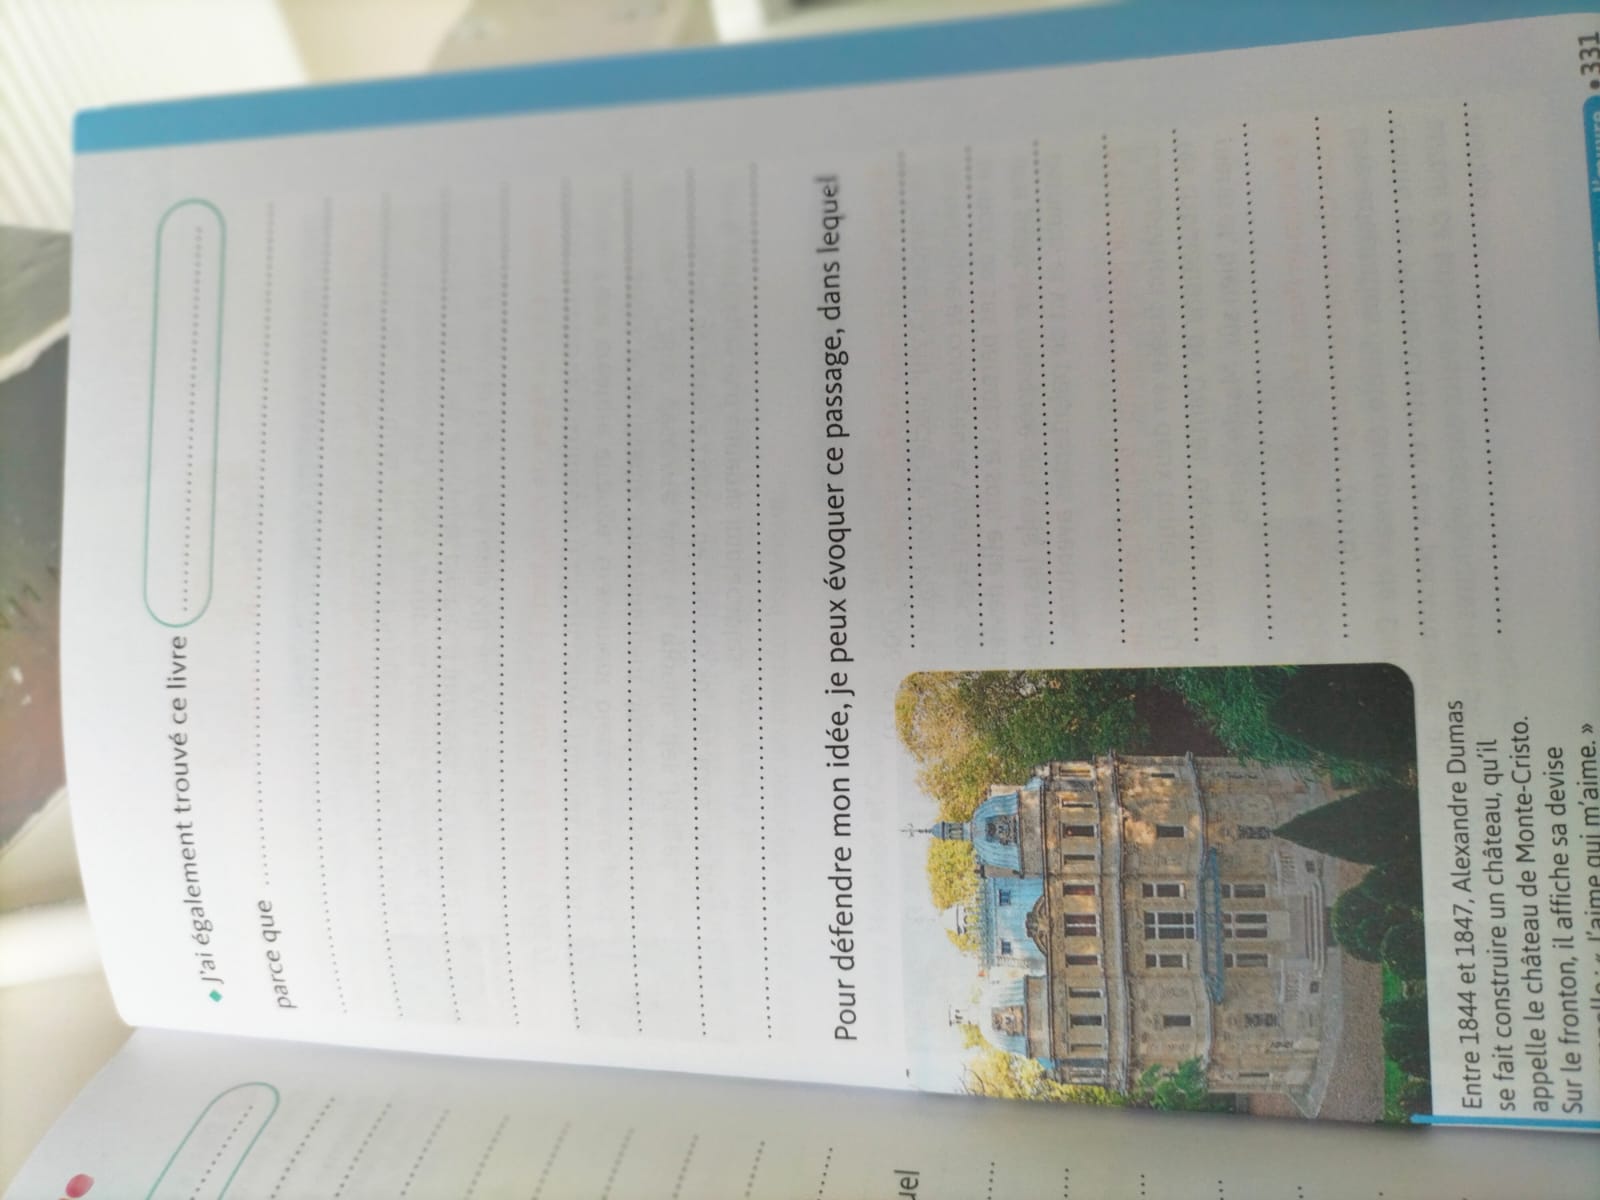 ◆ J'ai également trouvé ce livre
parce que
Pour défendre mon idée, je peux évoquer ce passage, dans lequel
Entre 1844 et 1847, Alexandre Dumas
se fait construire un château, qu'il
appelle le château de Monte-Cristo.
Sur le fronton, il affiche sa devise
J'aime qui m'aime. »
331